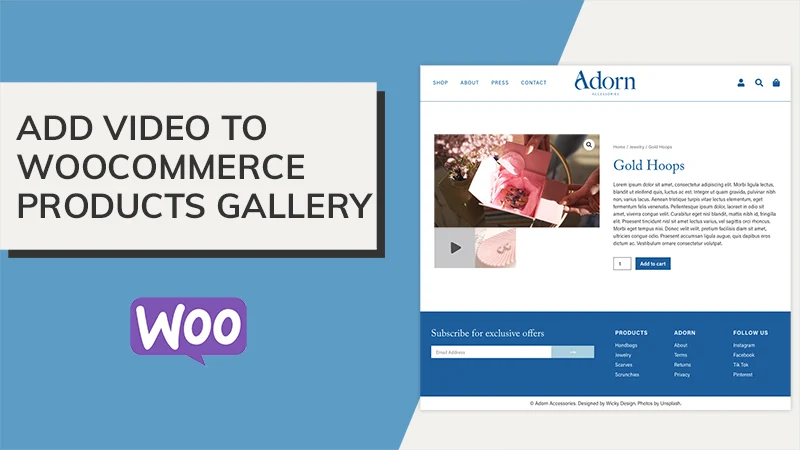 ADD VIDEO TO
WOOCOMMERCE
PRODUCTS GALLERY
WOO
SHOP ABOUT PRESS CONTACT
Adorn
ACCESSORIES
Home / Jewelry / Gold Hoops
Gold Hoops
Lorem ipsum dolor sit amet, consectetur adipiscing elit. Morbi ligula lectus,
blandit ut eleifend quis, luctus ac est. Integer ut quam gravida, pulvinar nibh
non, varius lacus. Aenean tristique turpis vitae lectus elementum, eget
fermentum felis venenatis. Pellentesque ipsum dolor, laoreet in odio sit
amet, viverra congue velit. Curabitur eget nisl blandit, mattis nibh id, fringilla
elit. Praesent tincidunt nisl sit amet lectus varius, vel sagittis orci rhoncus.
Morbi eget tempus nisi. Donec velit velit, pretium facilisis diam sit amet,
ultricies congue odio. Praesent accumsan ligula augue, quis dapibus eros
dictum ac. Vestibulum ornare consectetur volutpat.
1 Add to cart
Subscribe for exclusive offers
Email Address
PRODUCTS
Handbags
Jewelry
Scarves
Scrunchies
ADORN
About
Terms
Returns
Privacy
FOLLOW US
Instagram
Facebook
Tik Tok
Pinterest
© Adorn Accessories. Designed by Wicky Design. Photos by Unsplash.